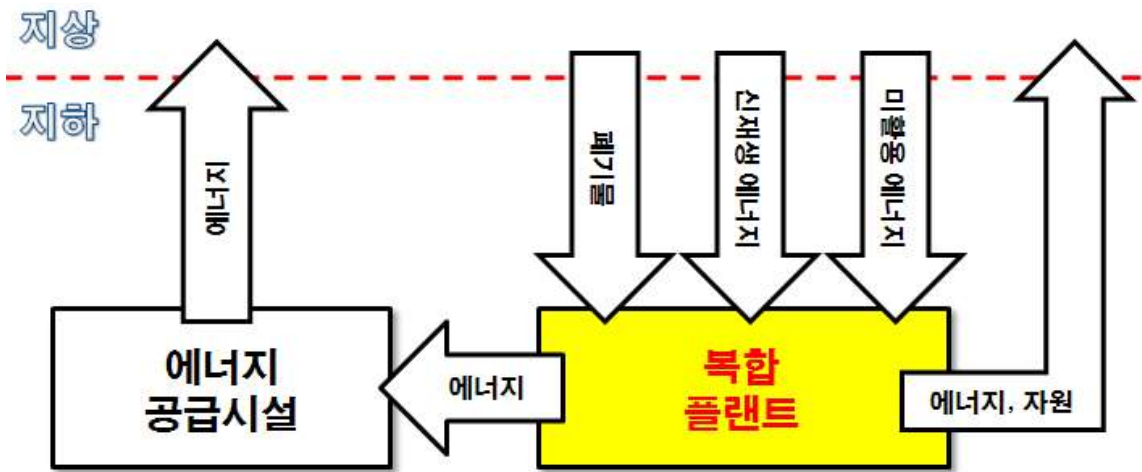 지상
지하
에너지
폐기물
신재생 에너지
미활용 에너지
에너지
공급시설
에너지
복합
플랜트
에너지, 자원